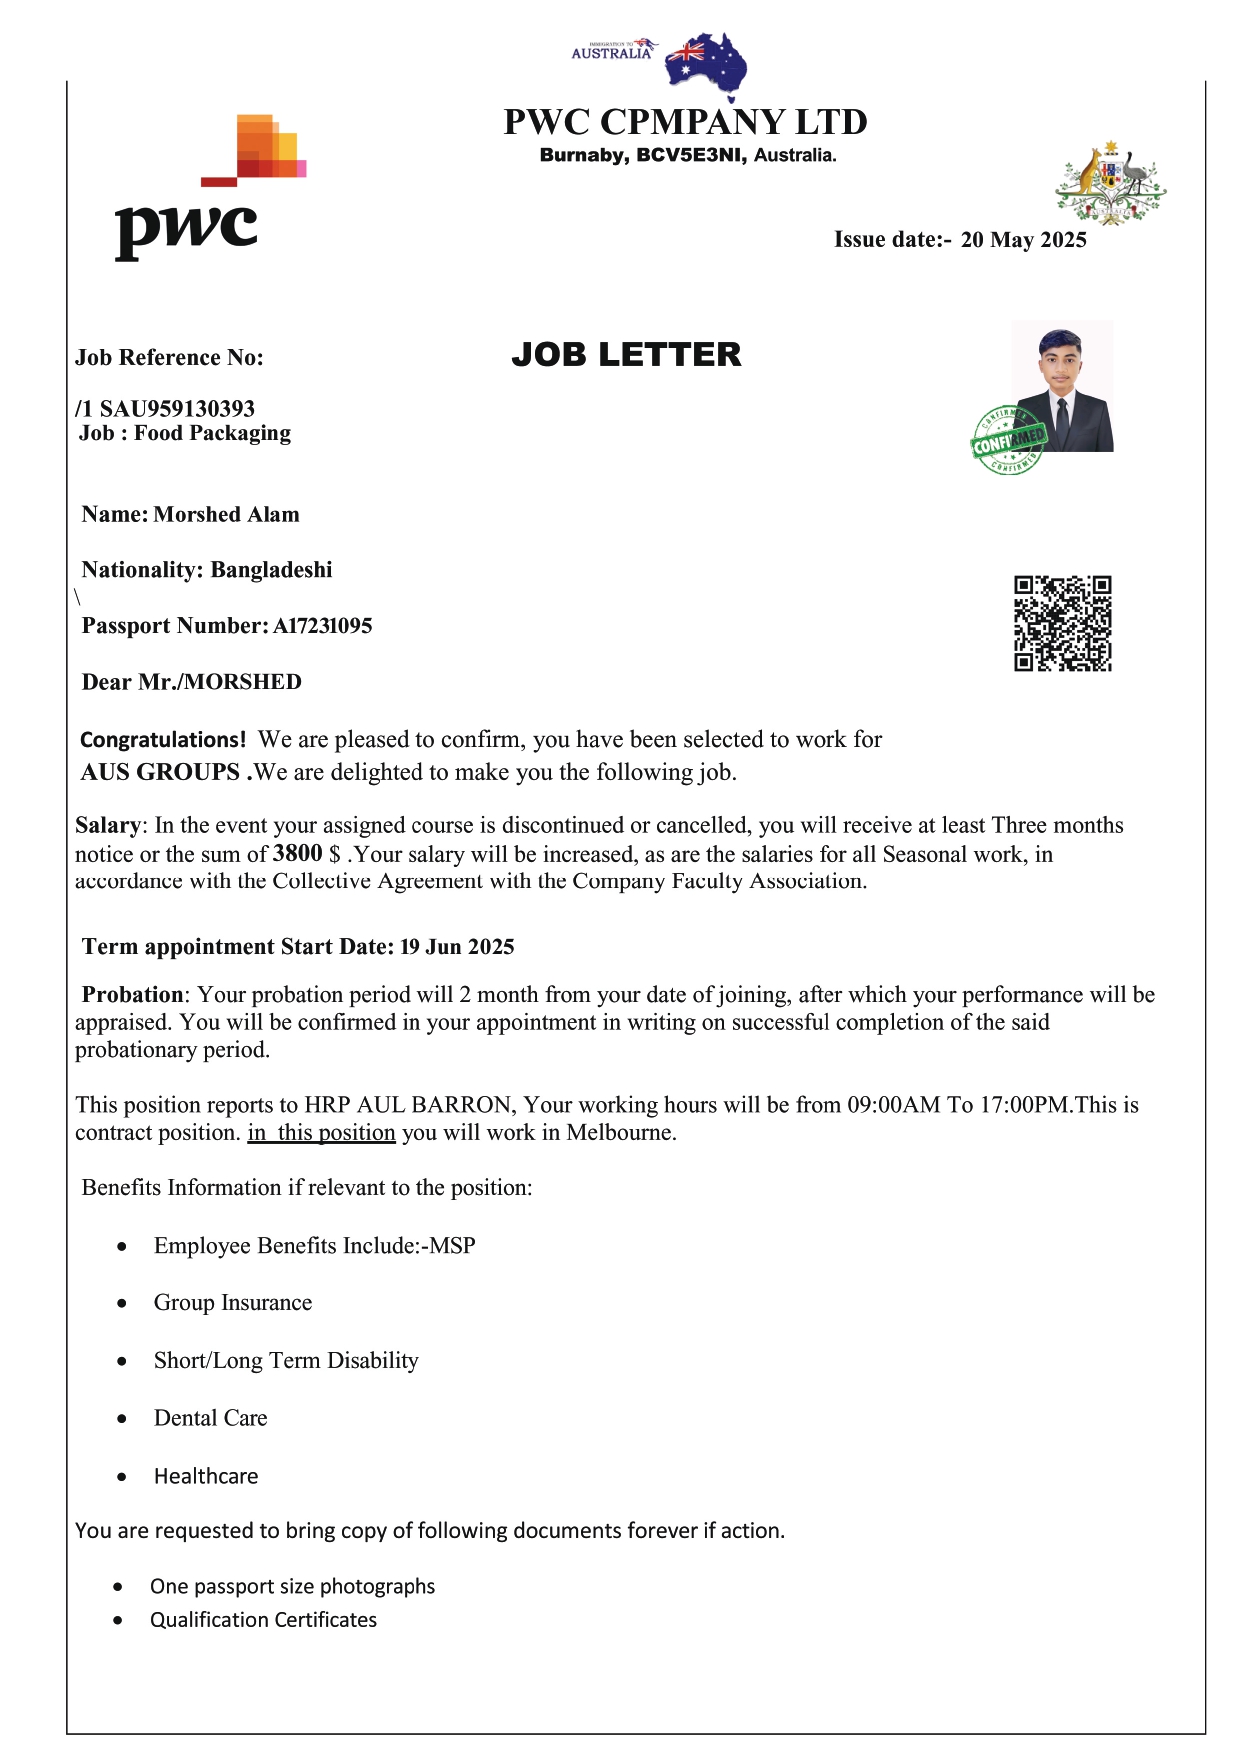 IMMIGRATION TO
AUSTRALIA
PWC CPMPANY LTD
Burnaby, BCV5E3NI, Australia.
pwc
AUSTRALIA
Issue date:- 20 May 2025
Job Reference No:
JOB LETTER
/1 SAU959130393
Job : Food Packaging
CONFIRMED
CONFIRMED
CONFIRMED
Name: Morshed Alam
Nationality: Bangladeshi
\
Passport Number: A17231095
Dear Mr./MORSHED
Congratulations! We are pleased to confirm, you have been selected to work for
AUS GROUPS .We are delighted to make you the following job.
Salary: In the event your assigned course is discontinued or cancelled, you will receive at least Three months
notice or the sum of 3800 $ .Your salary will be increased, as are the salaries for all Seasonal work, in
accordance with the Collective Agreement with the Company Faculty Association.
Term appointment Start Date: 19 Jun 2025
Probation: Your probation period will 2 month from your date of joining, after which your performance will be
appraised. You will be confirmed in your appointment in writing on successful completion of the said
probationary period.
This position reports to HRP AUL BARRON, Your working hours will be from 09:00AM To 17:00PM.This is
contract position. in this position you will work in Melbourne.
Benefits Information if relevant to the position:
• Employee Benefits Include:-MSP
• Group Insurance
• Short/Long Term Disability
• Dental Care
• Healthcare
You are requested to bring copy of following documents forever if action.
• One passport size photographs
• Qualification Certificates